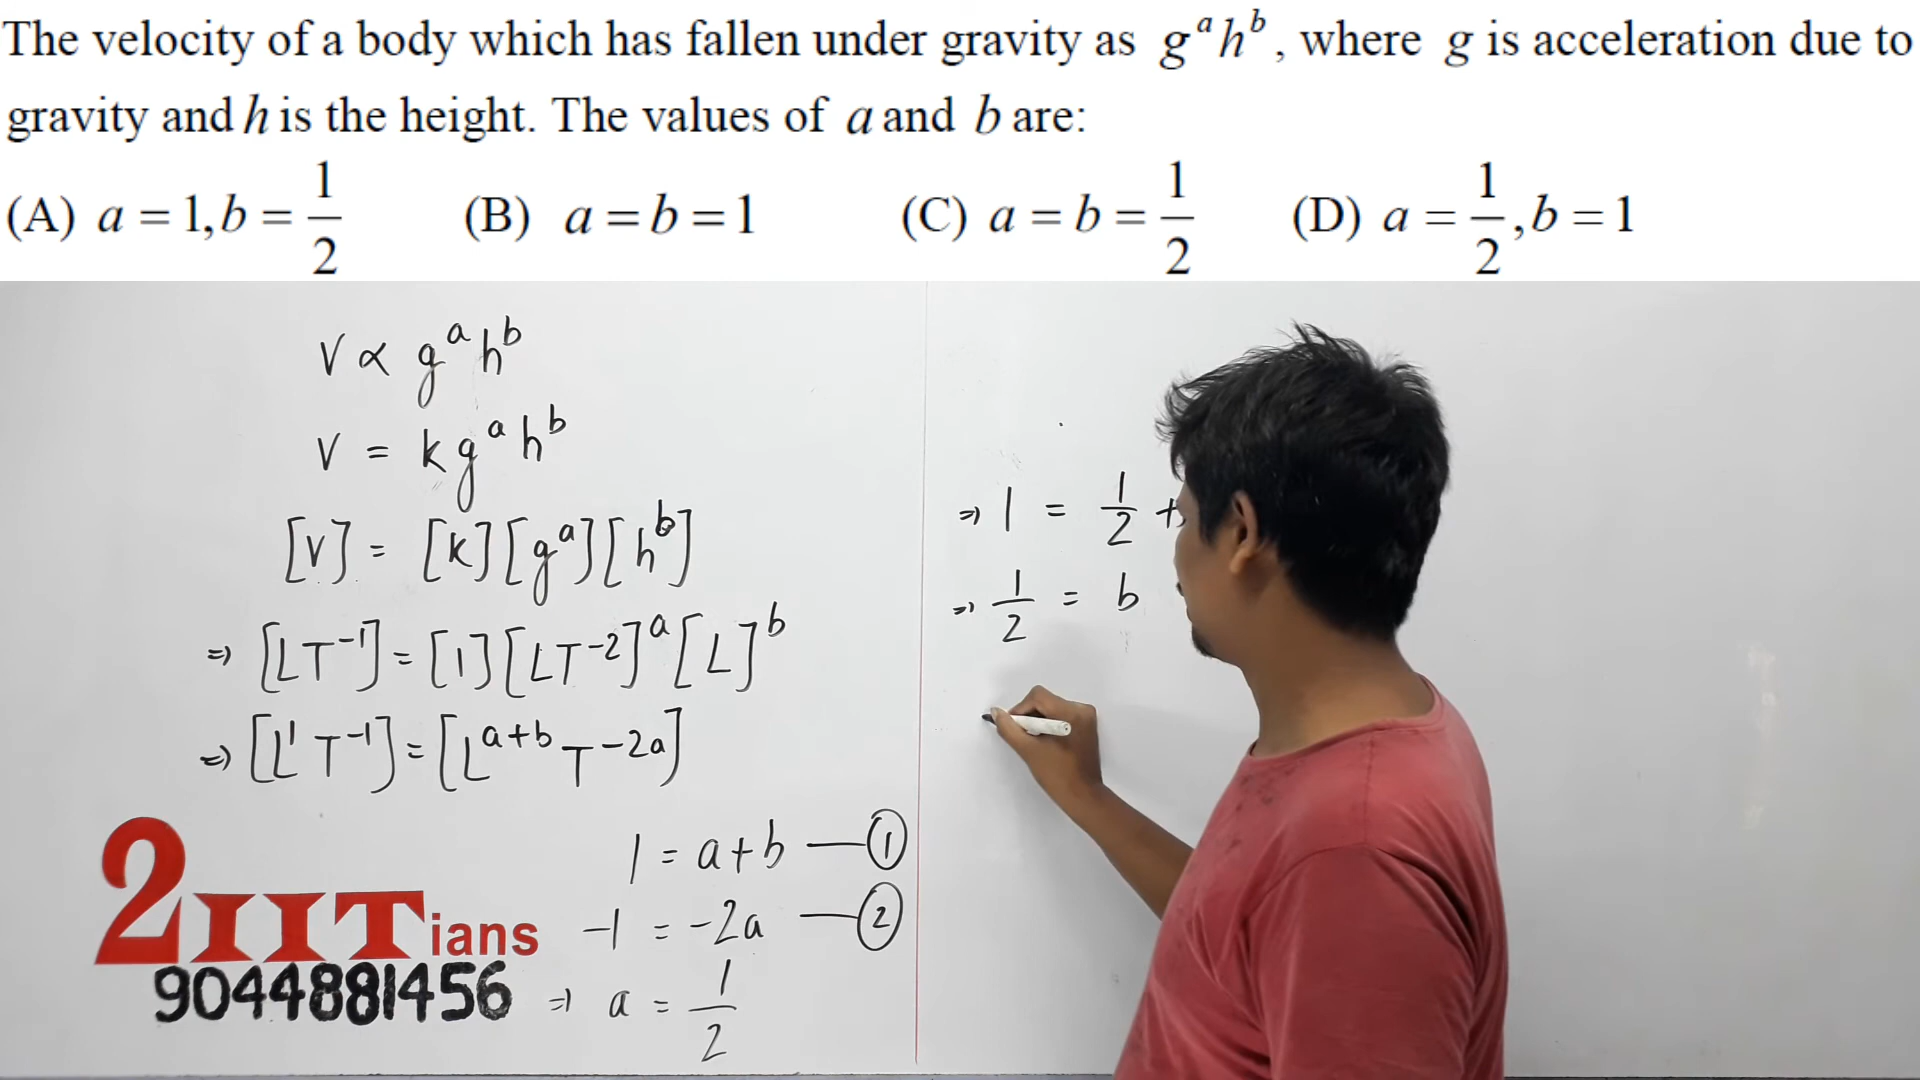 The velocity of a body which has fallen under gravity as g^a h^b, where g is acceleration due to
gravity and h is the height. The values of a and b are:
(A) a = 1, b = 1/2 (B) a = b = 1 (C) a = b = 1/2 (D) a = 1/2, b = 1
V ∝ g^a h^b
V = k g^a h^b
[V] = [k][g^a][h^b]
⇒ [LT^-1] = [1][LT^-2]^a [L]^b
⇒ [L^1 T^-1] = [L^a+b T^-2a]
1 = a+b —①
-1 = -2a —②
⇒ a = 1/2
⇒ 1 = 1/2 +
⇒ 1/2 = b
2IITians
9044881456